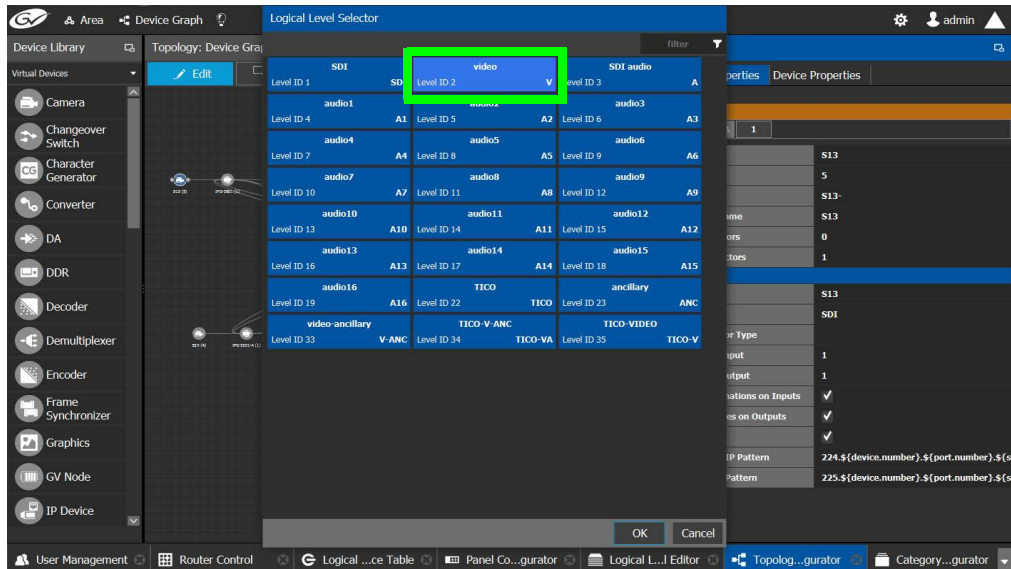 GV Area Device Graph Logical Level Selector admin
Device Library Topology: Device Gra
filter
Virtual Devices Edit
erties Device Properties
SDI
Level ID 1 SD
video
Level ID 2 V
SDI audio
Level ID 3 A
audio1
Level ID 4 A1
audio2
Level ID 5 A2
audio3
Level ID 6 A3
audio4
Level ID 7 A4
audio5
Level ID 8 A5
audio6
Level ID 9 A6
audio7
Level ID 10 A7
audio8
Level ID 11 A8
audio9
Level ID 12 A9
audio10
Level ID 13 A10
audio11
Level ID 14 A11
audio12
Level ID 15 A12
audio13
Level ID 16 A13
audio14
Level ID 17 A14
audio15
Level ID 18 A15
audio16
Level ID 19 A16
TICO
Level ID 22 TICO
ancillary
Level ID 23 ANC
video-ancillary
Level ID 33 V-ANC
TICO-V-ANC
Level ID 34 TICO-VA
TICO-VIDEO
Level ID 35 TICO-V
OK Cancel
Camera
Changeover
Switch
CG Character
Generator
Converter
DA
DDR
Decoder
Demultiplexer
Encoder
Frame
Synchronizer
Graphics
GV Node
IP Device
1
S13
5
S13-
me S13
ors 0
tors 1
S13
SDI
or Type
put 1
utput 1
ations on Inputs
es on Outputs
IP Pattern 224.${device.number}.${port.number}.${s
Pattern 225.${device.number}.${port.number}.${s
User Management Router Control Logical ...ce Table Panel Co...gurator Logical L...l Editor Topolog...gurator Category...gurator